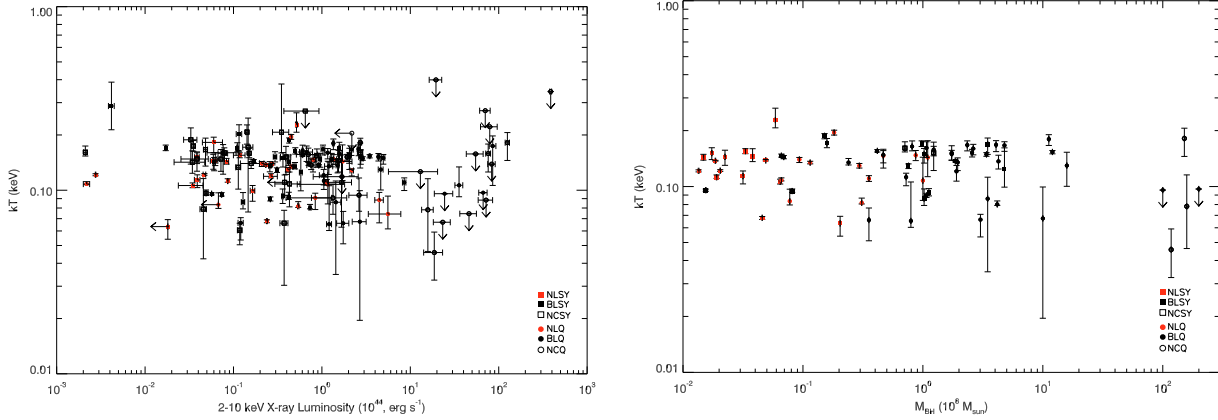 1.00
0.10
0.01
kT (keV)
10⁻³ 10⁻² 10⁻¹ 10⁰ 10¹ 10² 10³
2-10 keV X-ray Luminosity (10⁴⁴, erg s⁻¹)
NLSY
BLSY
NCSY
NLQ
BLQ
NCQ
1.00
0.10
0.01
kT (keV)
10⁻² 10⁻¹ 10⁰ 10¹ 10²
M_BH (10⁸ M_sun)
NLSY
BLSY
NCSY
NLQ
BLQ
NCQ